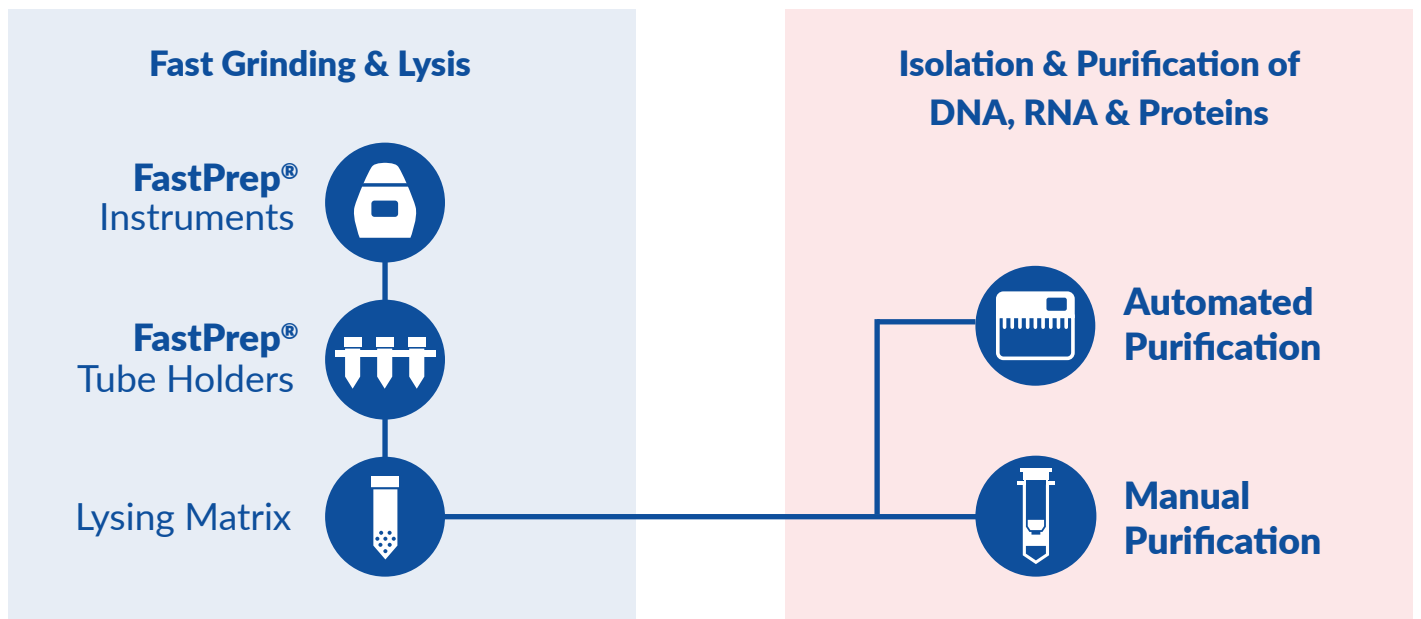 Fast Grinding & Lysis
FastPrep®
Instruments
FastPrep®
Tube Holders
Lysing Matrix
Isolation & Purification of
DNA, RNA & Proteins
Automated
Purification
Manual
Purification